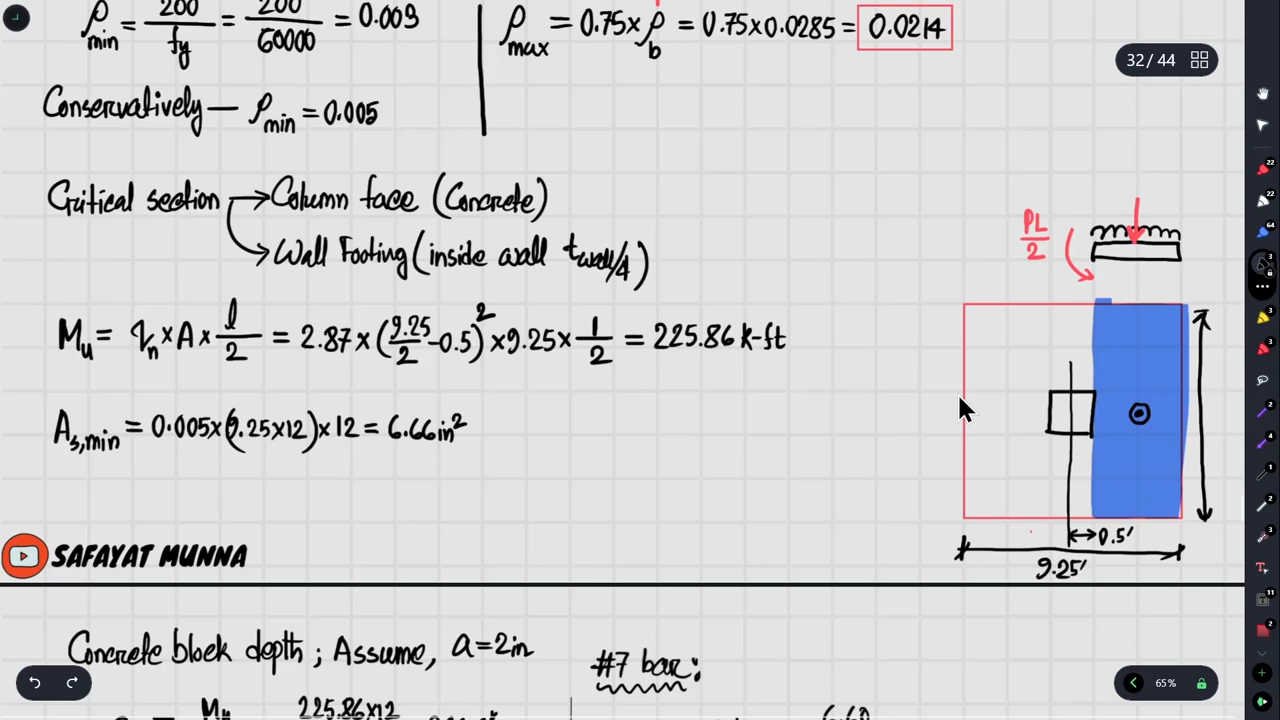 ρmin = 200/fy = 200/60000 = 0.003
ρmax = 0.75×ρb = 0.75×0.0285 = 0.0214
32/44
Conservatively — ρmin = 0.005
Critical section → Column face (Concrete)
→ Wall Footing (inside wall twall/4)
PL/2
Mu = qn × A × l/2 = 2.87 × (9.25/2 -0.5)² × 9.25 × 1/2 = 225.86 k-ft
As,min = 0.005×(9.25×12)×12 = 6.66 in²
0.5'
9.25'
SAFAYAT MUNNA
Concrete block depth ; Assume, a=2in
#7 bar:
65%
Mu
225.86×12